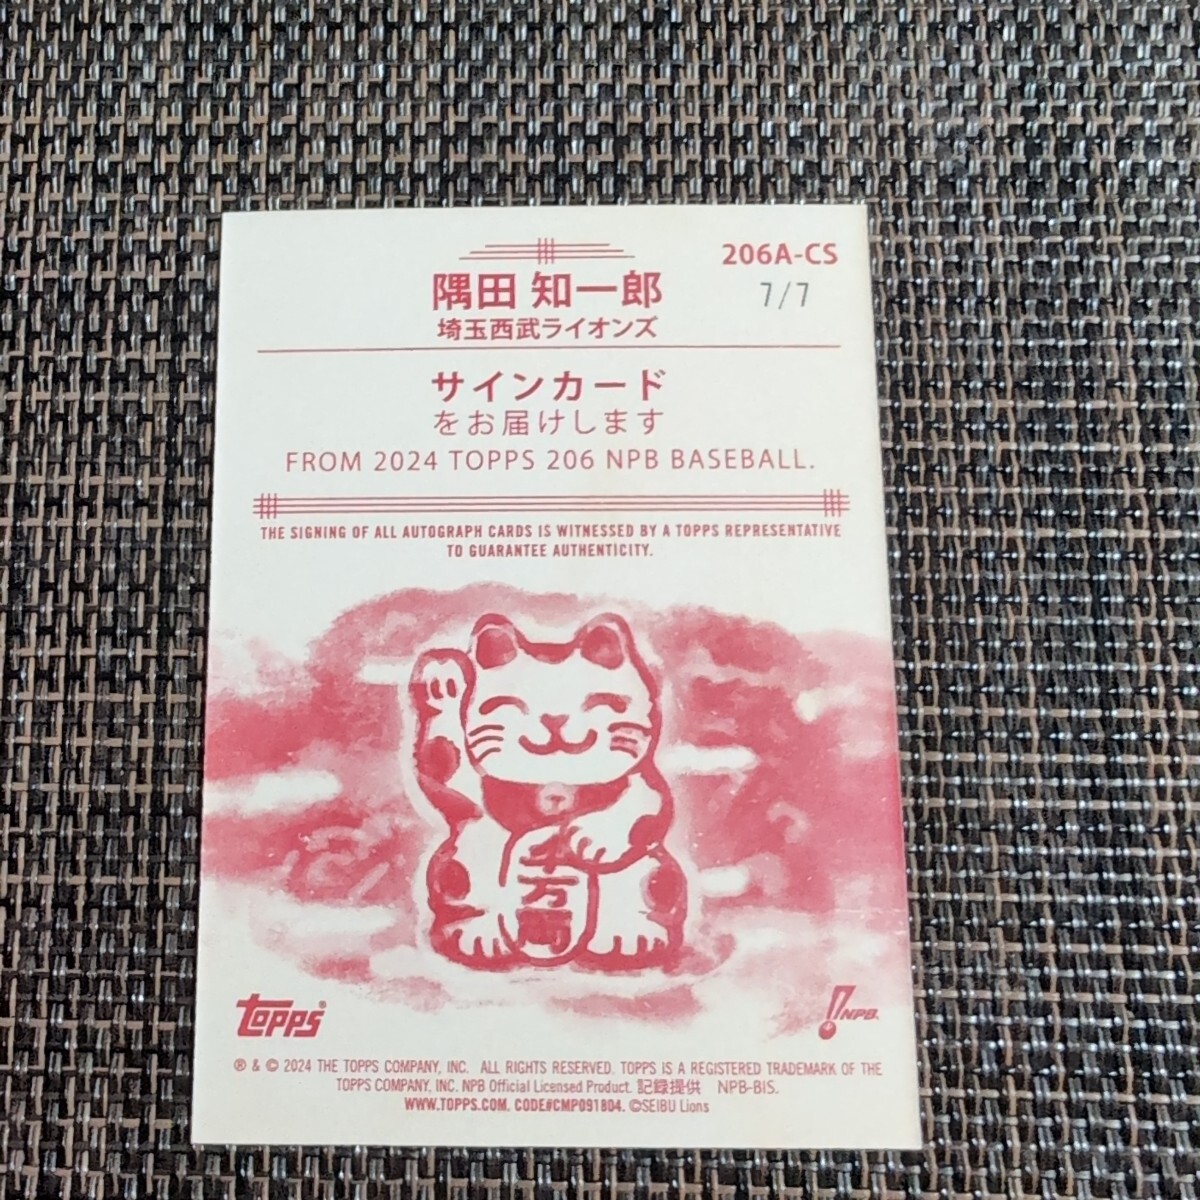 206A-CS
7/7
隅田 知一郎
埼玉西武ライオンズ
サインカード
をお届けします
FROM 2024 TOPPS 206 NPB BASEBALL.
THE SIGNING OF ALL AUTOGRAPH CARDS IS WITNESSED BY A TOPPS REPRESENTATIVE
TO GUARANTEE AUTHENTICITY.
千万両
TOPPS®
NPB.
® & © 2024 THE TOPPS COMPANY, INC. ALL RIGHTS RESERVED. TOPPS IS A REGISTERED TRADEMARK OF THE
TOPPS COMPANY, INC. NPB Official Licensed Product. 記録提供 NPB-BIS.
WWW.TOPPS.COM. CODE#CMP091804. ©SEIBU Lions